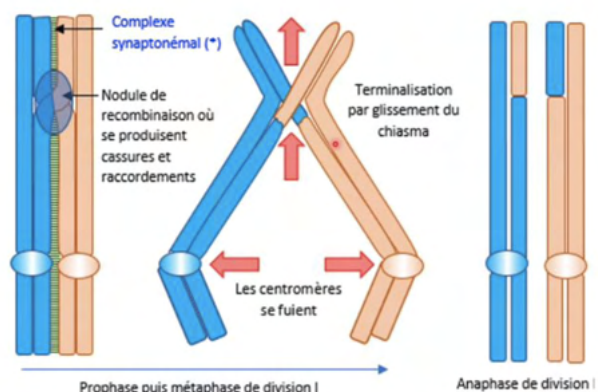 Complexe
synaptonémal (*)
Nodule de
recombinaison où
se produisent
cassures et
raccordements
Terminalisation
par glissement du
chiasma
Les centromères
se fuient
Prophase puis métaphase de division I
Anaphase de division I